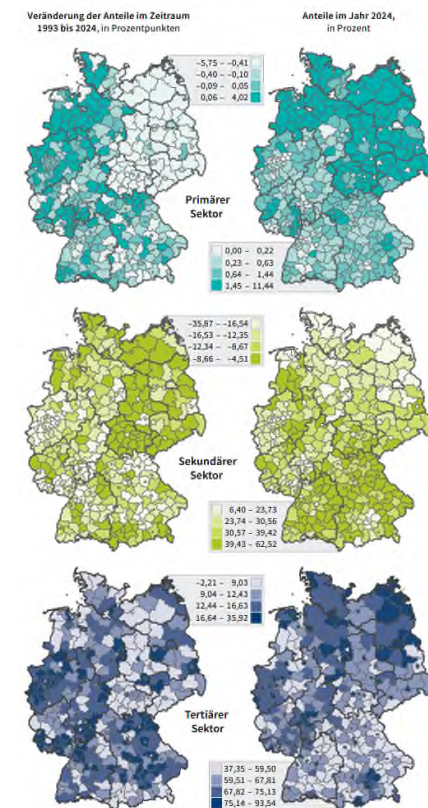 Veränderung der Anteile im Zeitraum
1993 bis 2024, in Prozentpunkten
Anteile im Jahr 2024,
in Prozent
−5,75 – −0,41
−0,40 – −0,10
−0,09 – 0,05
0,06 – 4,02
Primärer
Sektor
0,00 – 0,22
0,23 – 0,63
0,64 – 1,44
1,45 – 11,44
−35,87 – −16,54
−16,53 – −12,35
−12,34 – −8,67
−8,66 – −4,51
Sekundärer
Sektor
6,40 – 23,73
23,74 – 30,56
30,57 – 39,42
39,43 – 62,52
−2,21 – 9,03
9,04 – 12,43
12,44 – 16,63
16,64 – 35,92
Tertiärer
Sektor
37,35 – 59,50
59,51 – 67,81
67,82 – 75,13
75,14 – 93,54